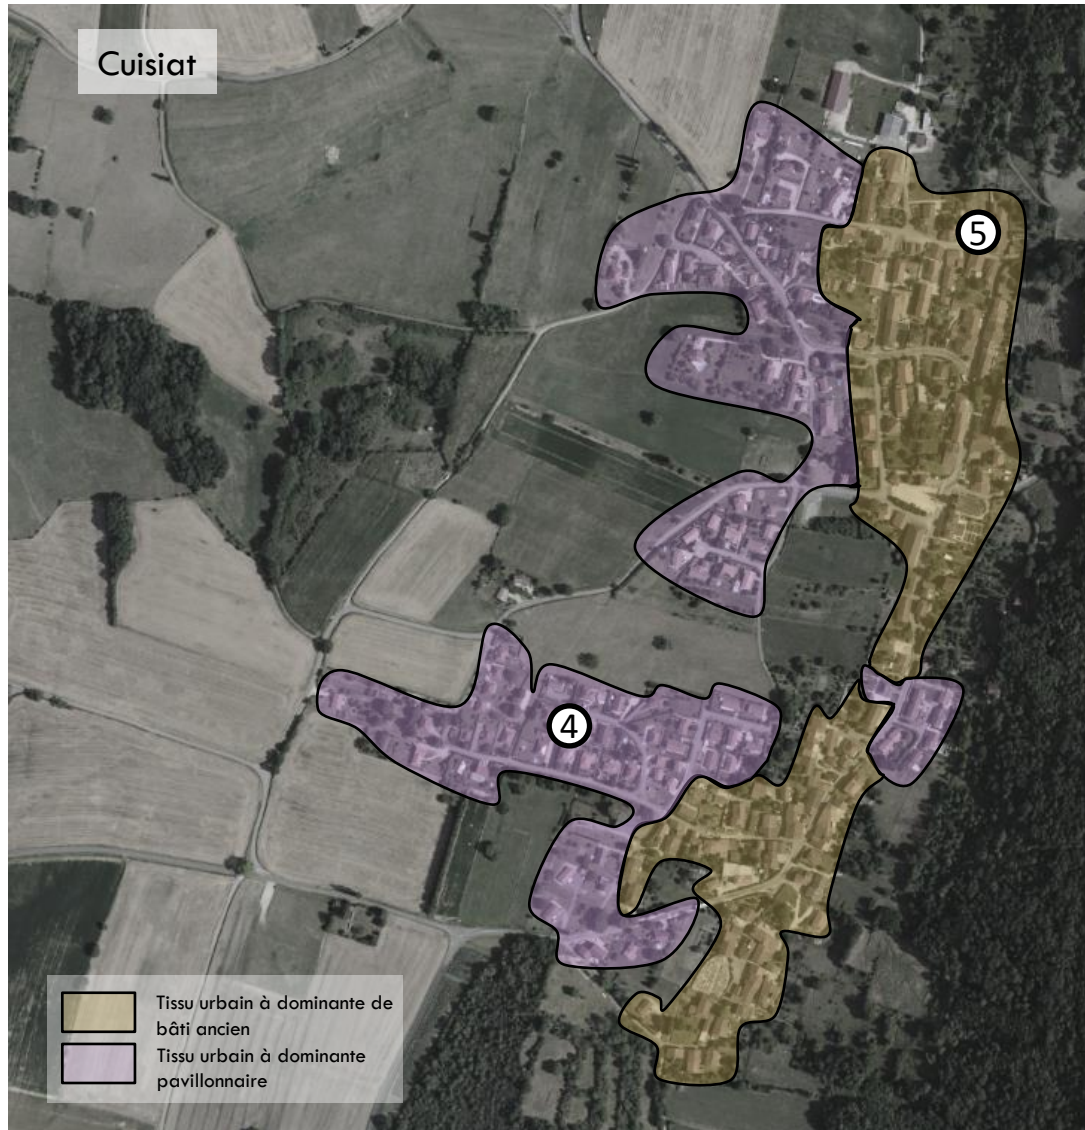 Cuisiat
5
4
Tissu urbain à dominante de
bâti ancien
Tissu urbain à dominante
pavillonnaire